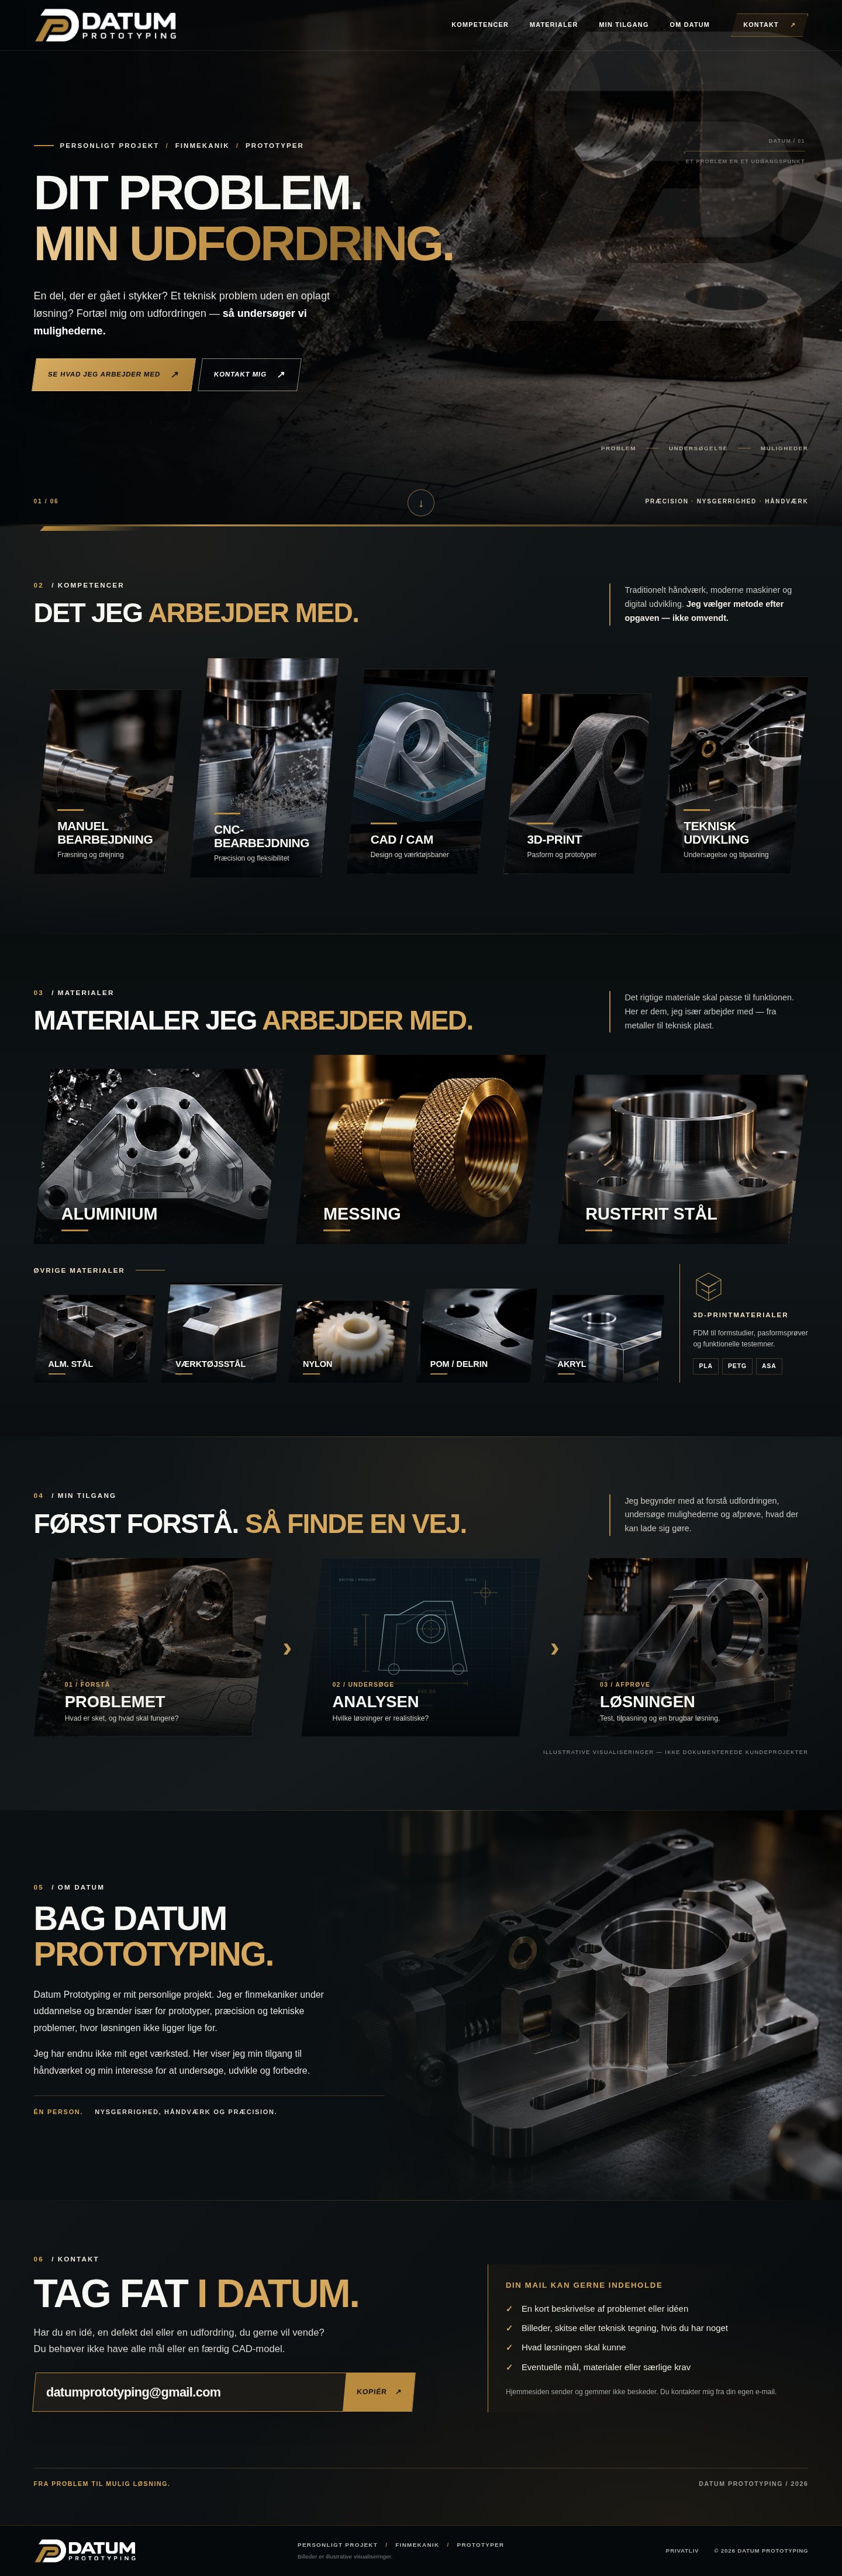 DATUM
PROTOTYPING
KOMPETENCER MATERIALER MIN TILGANG OM DATUM KONTAKT ↗
DATUM / 01
ET PROBLEM ER ET UDGANGSPUNKT
PERSONLIGT PROJEKT / FINMEKANIK / PROTOTYPER
DIT PROBLEM.
MIN UDFORDRING.
En del, der er gået i stykker? Et teknisk problem uden en oplagt
løsning? Fortæl mig om udfordringen — så undersøger vi
mulighederne.
SE HVAD JEG ARBEJDER MED ↗ KONTAKT MIG ↗
PROBLEM — UNDERSØGELSE — MULIGHEDER
01 / 06
↓
PRÆCISION · NYSGERRIGHED · HÅNDVÆRK
02 / KOMPETENCER
DET JEG ARBEJDER MED.
Traditionelt håndværk, moderne maskiner og
digital udvikling. Jeg vælger metode efter
opgaven — ikke omvendt.
MANUEL
BEARBEJDNING
Fræsning og drejning
CNC-
BEARBEJDNING
Præcision og fleksibilitet
CAD / CAM
Design og værktøjsbaner
3D-PRINT
Pasform og prototyper
TEKNISK
UDVIKLING
Undersøgelse og tilpasning
03 / MATERIALER
MATERIALER JEG ARBEJDER MED.
Det rigtige materiale skal passe til funktionen.
Her er dem, jeg især arbejder med — fra
metaller til teknisk plast.
ALUMINIUM
MESSING
RUSTFRIT STÅL
ØVRIGE MATERIALER
ALM. STÅL
VÆRKTØJSSTÅL
NYLON
POM / DELRIN
AKRYL
3D-PRINTMATERIALER
FDM til formstudier, pasformsprøver
og funktionelle testemner.
PLA PETG ASA
04 / MIN TILGANG
FØRST FORSTÅ. SÅ FINDE EN VEJ.
Jeg begynder med at forstå udfordringen,
undersøge mulighederne og afprøve, hvad der
kan lade sig gøre.
01 / FORSTÅ
PROBLEMET
Hvad er sket, og hvad skal fungere?
›
02 / UNDERSØGE
ANALYSEN
Hvilke løsninger er realistiske?
›
03 / AFPRØVE
LØSNINGEN
Test, tilpasning og en brugbar løsning.
ILLUSTRATIVE VISUALISERINGER — IKKE DOKUMENTEREDE KUNDEPROJEKTER
05 / OM DATUM
BAG DATUM
PROTOTYPING.
Datum Prototyping er mit personlige projekt. Jeg er finmekaniker under
uddannelse og brænder især for prototyper, præcision og tekniske
problemer, hvor løsningen ikke ligger lige for.
Jeg har endnu ikke mit eget værksted. Her viser jeg min tilgang til
håndværket og min interesse for at undersøge, udvikle og forbedre.
ÉN PERSON. NYSGERRIGHED, HÅNDVÆRK OG PRÆCISION.
06 / KONTAKT
TAG FAT I DATUM.
Har du en idé, en defekt del eller en udfordring, du gerne vil vende?
Du behøver ikke have alle mål eller en færdig CAD-model.
datumprototyping@gmail.com KOPIÉR ↗
DIN MAIL KAN GERNE INDEHOLDE
✓ En kort beskrivelse af problemet eller idéen
✓ Billeder, skitse eller teknisk tegning, hvis du har noget
✓ Hvad løsningen skal kunne
✓ Eventuelle mål, materialer eller særlige krav
Hjemmesiden sender og gemmer ikke beskeder. Du kontakter mig fra din egen e-mail.
FRA PROBLEM TIL MULIG LØSNING.
DATUM PROTOTYPING / 2026
DATUM
PROTOTYPING
PERSONLIGT PROJEKT / FINMEKANIK / PROTOTYPER
Billeder er illustrative visualiseringer.
PRIVATLIV © 2026 DATUM PROTOTYPING